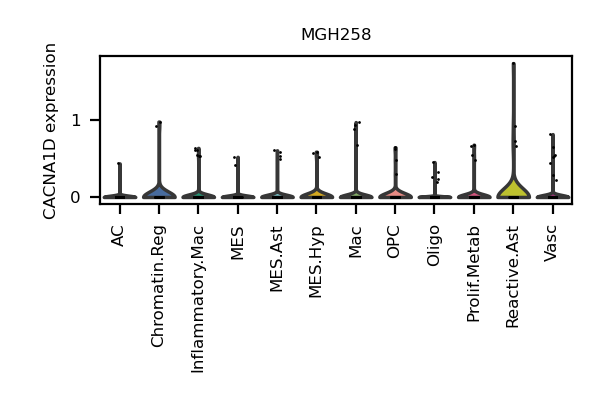 MGH258
CACNA1D expression
1
0
AC
Chromatin.Reg
Inflammatory.Mac
MES
MES.Ast
MES.Hyp
Mac
OPC
Oligo
Prolif.Metab
Reactive.Ast
Vasc